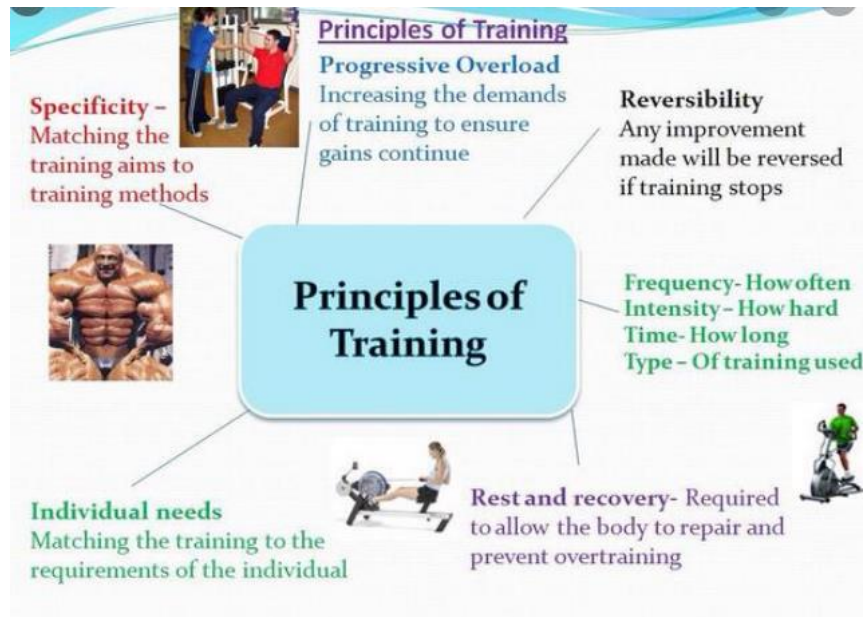 Principles of Training
Progressive Overload
Increasing the demands
of training to ensure
gains continue
Specificity –
Matching the
training aims to
training methods
Reversibility
Any improvement
made will be reversed
if training stops
Principles of
Training
Frequency- How often
Intensity – How hard
Time- How long
Type – Of training used
Individual needs
Matching the training to the
requirements of the individual
Rest and recovery- Required
to allow the body to repair and
prevent overtraining